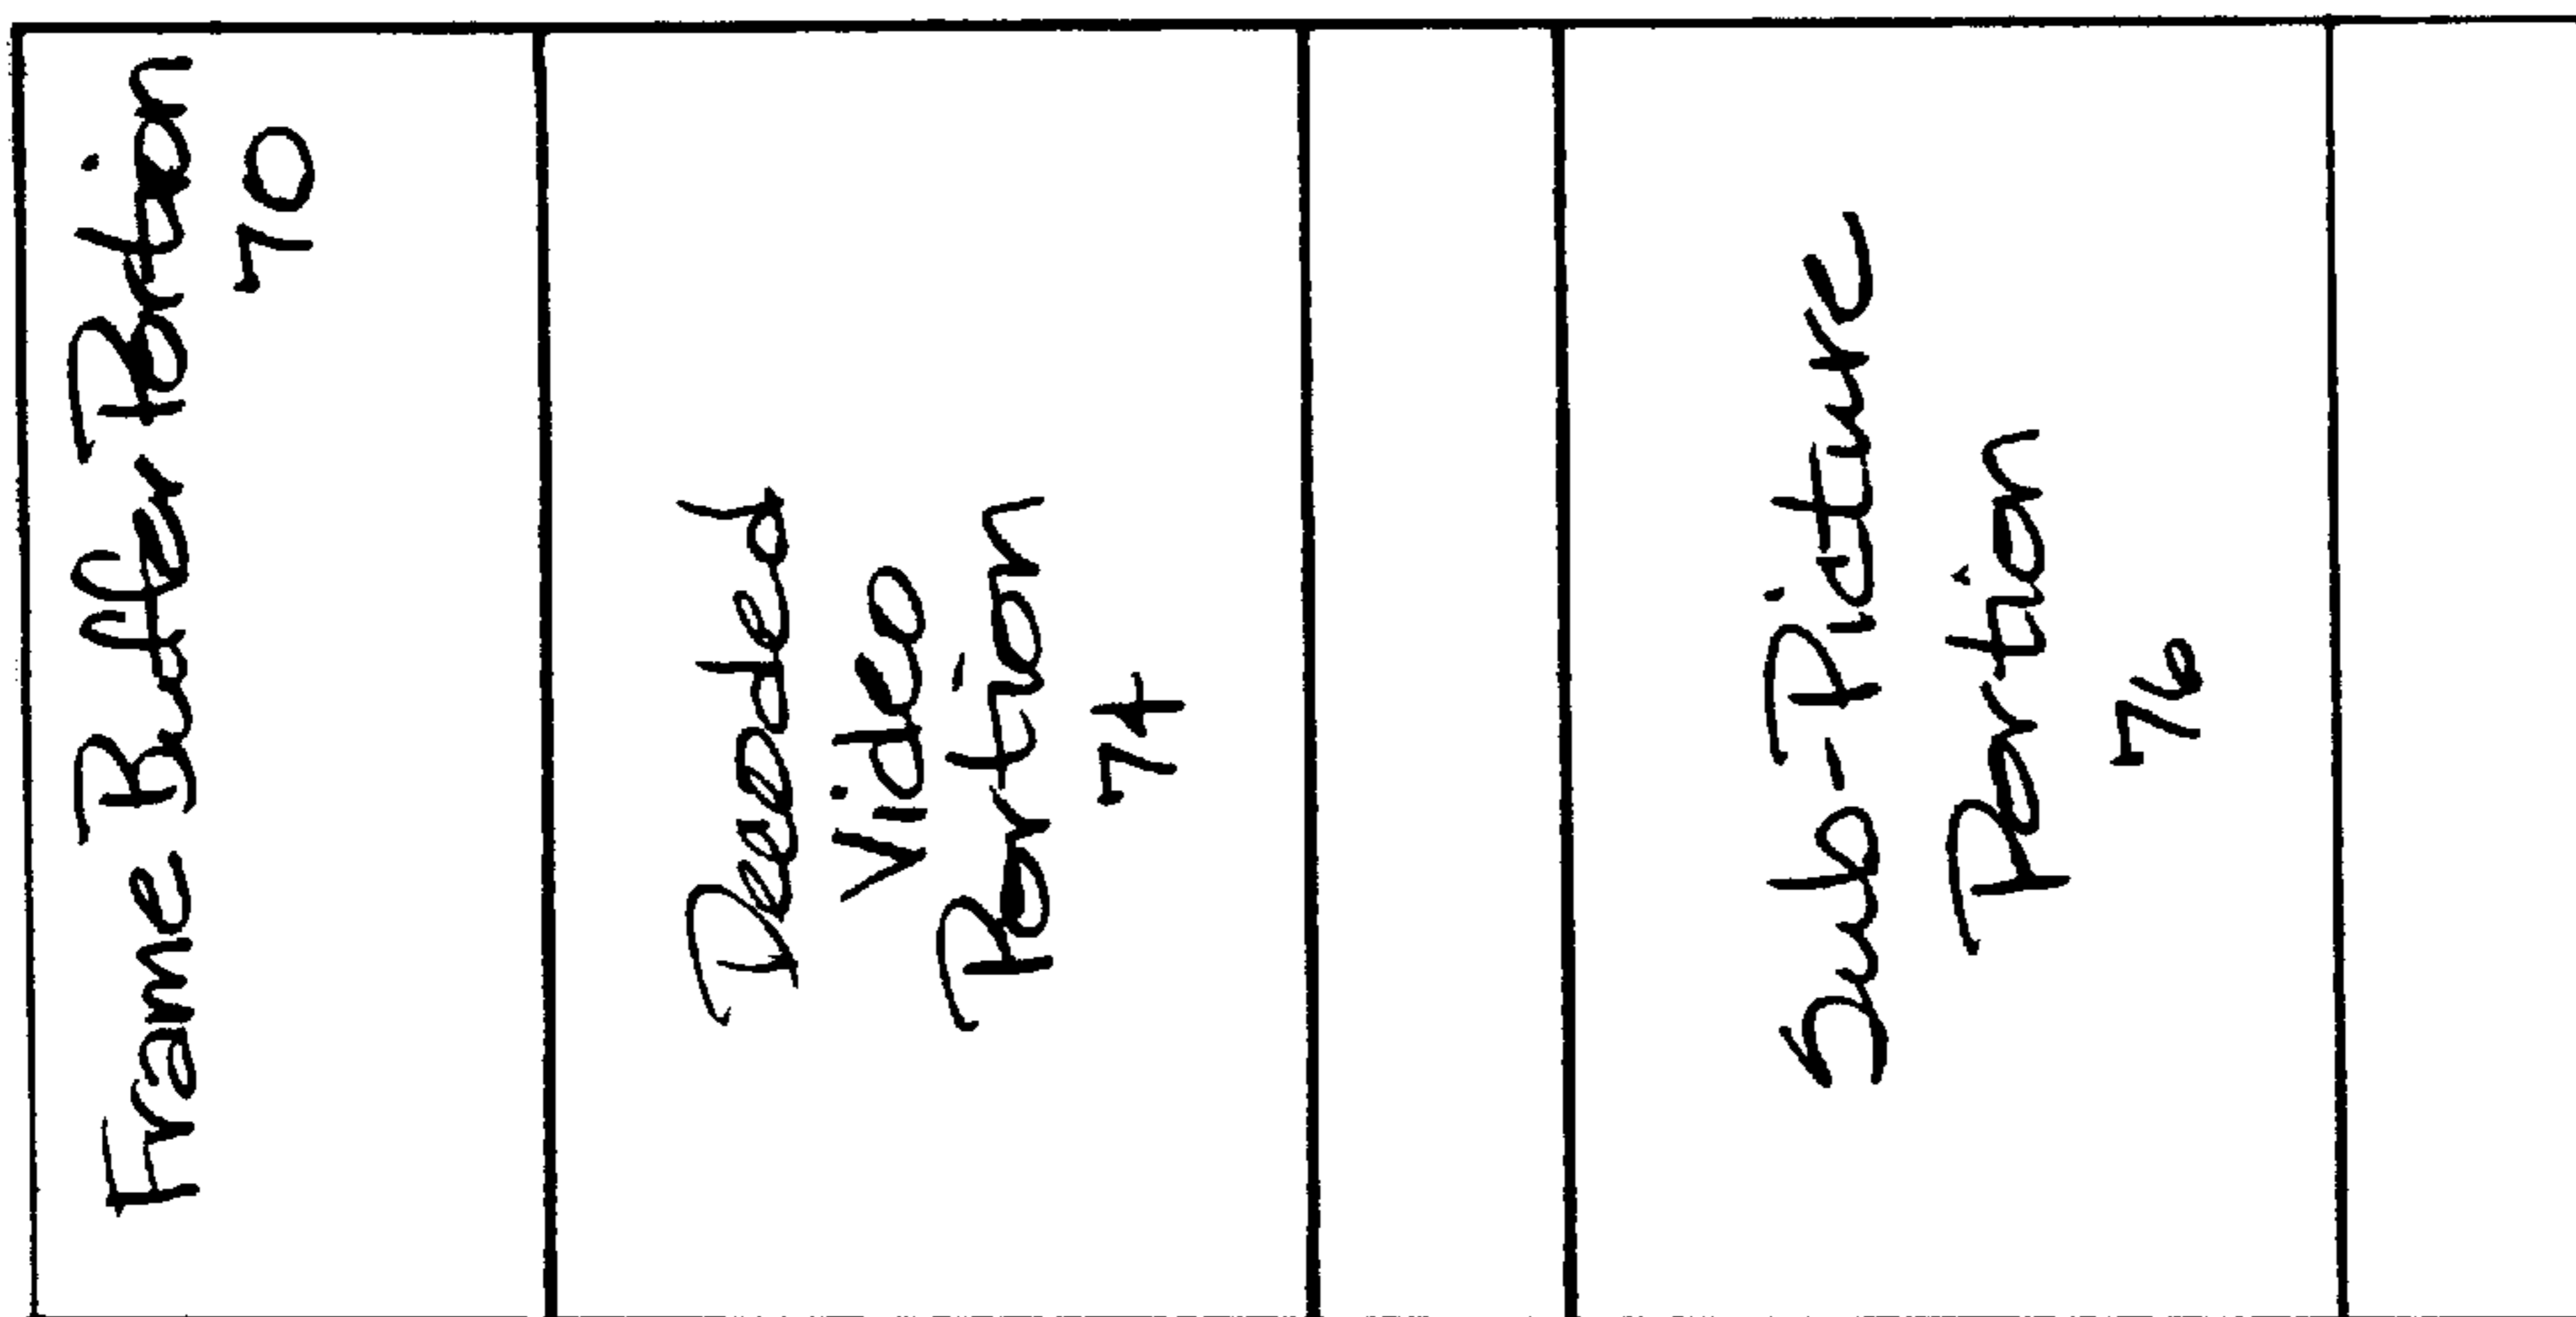 Frame Buffer Portion
70
Decoded
Video
Portion
74
Sub-Picture
Portion
76